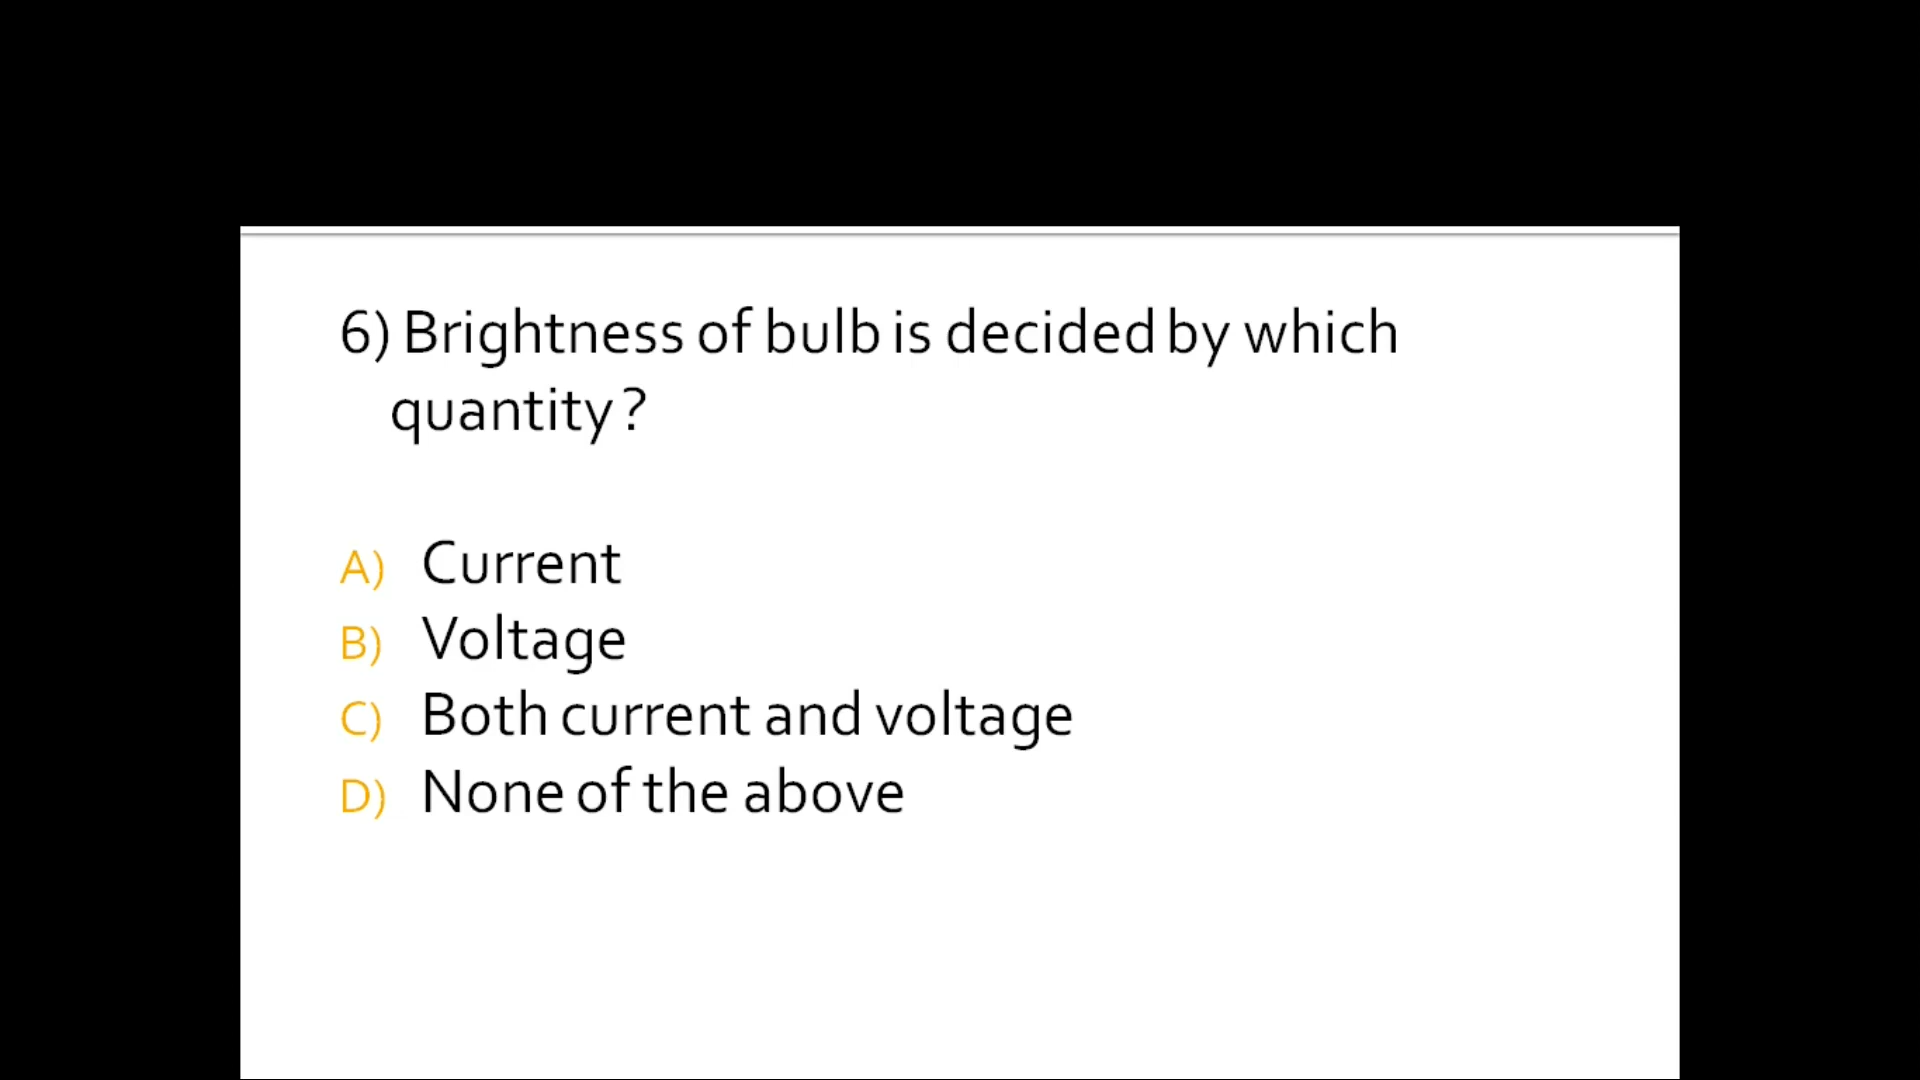 6) Brightness of bulb is decided by which
quantity?
A) Current
B) Voltage
C) Both current and voltage
D) None of the above